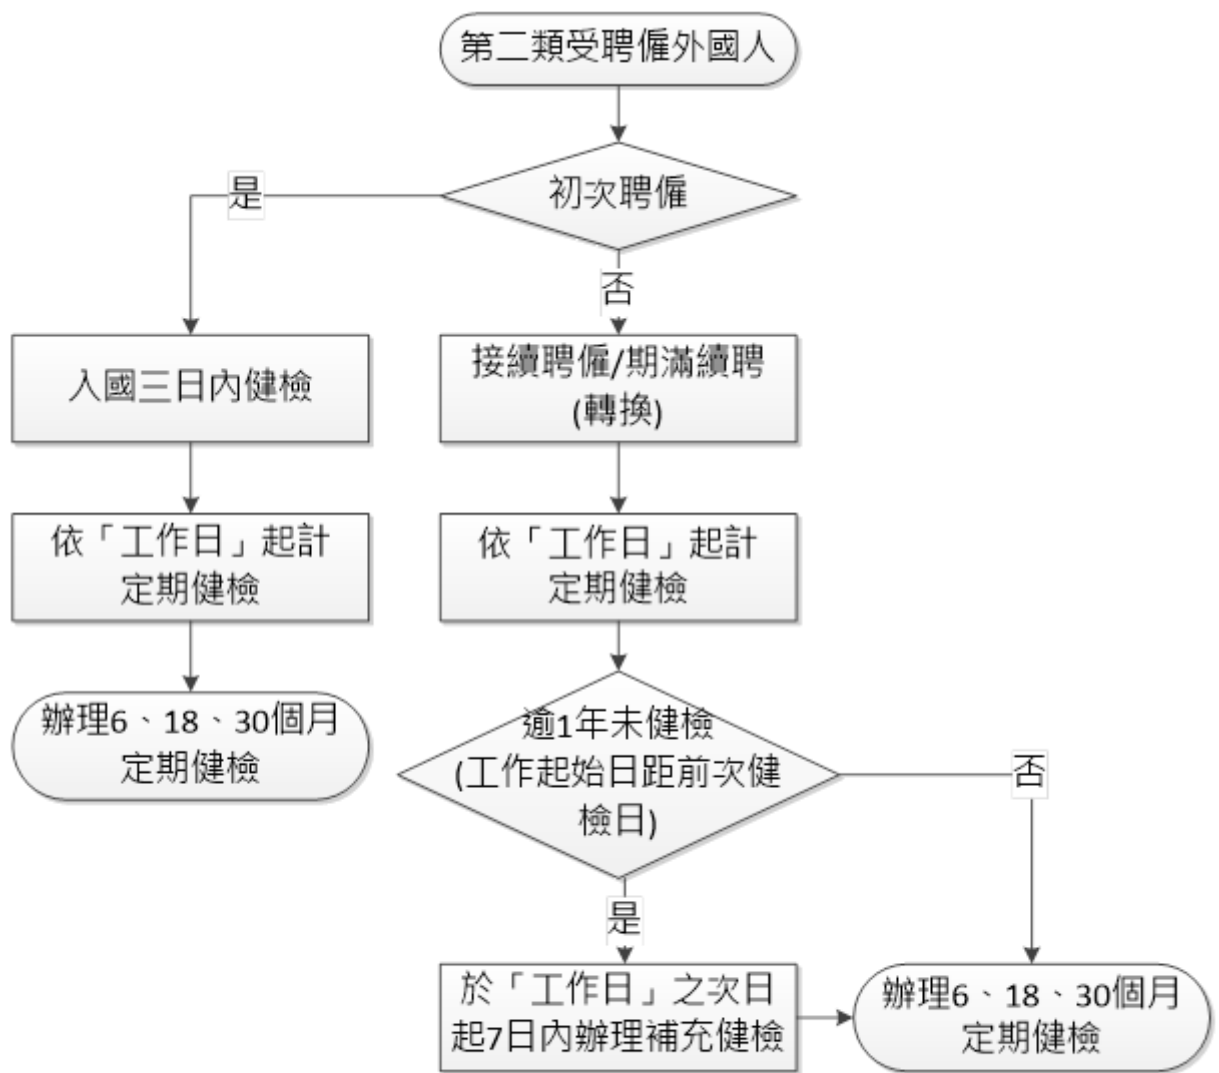 第二類受聘僱外國人
初次聘僱
是
否
入國三日內健檢
接續聘僱/期滿續聘
(轉換)
依「工作日」起計
定期健檢
依「工作日」起計
定期健檢
辦理6、18、30個月
定期健檢
逾1年未健檢
(工作起始日距前次健
檢日)
否
是
於「工作日」之次日
起7日內辦理補充健檢
辦理6、18、30個月
定期健檢